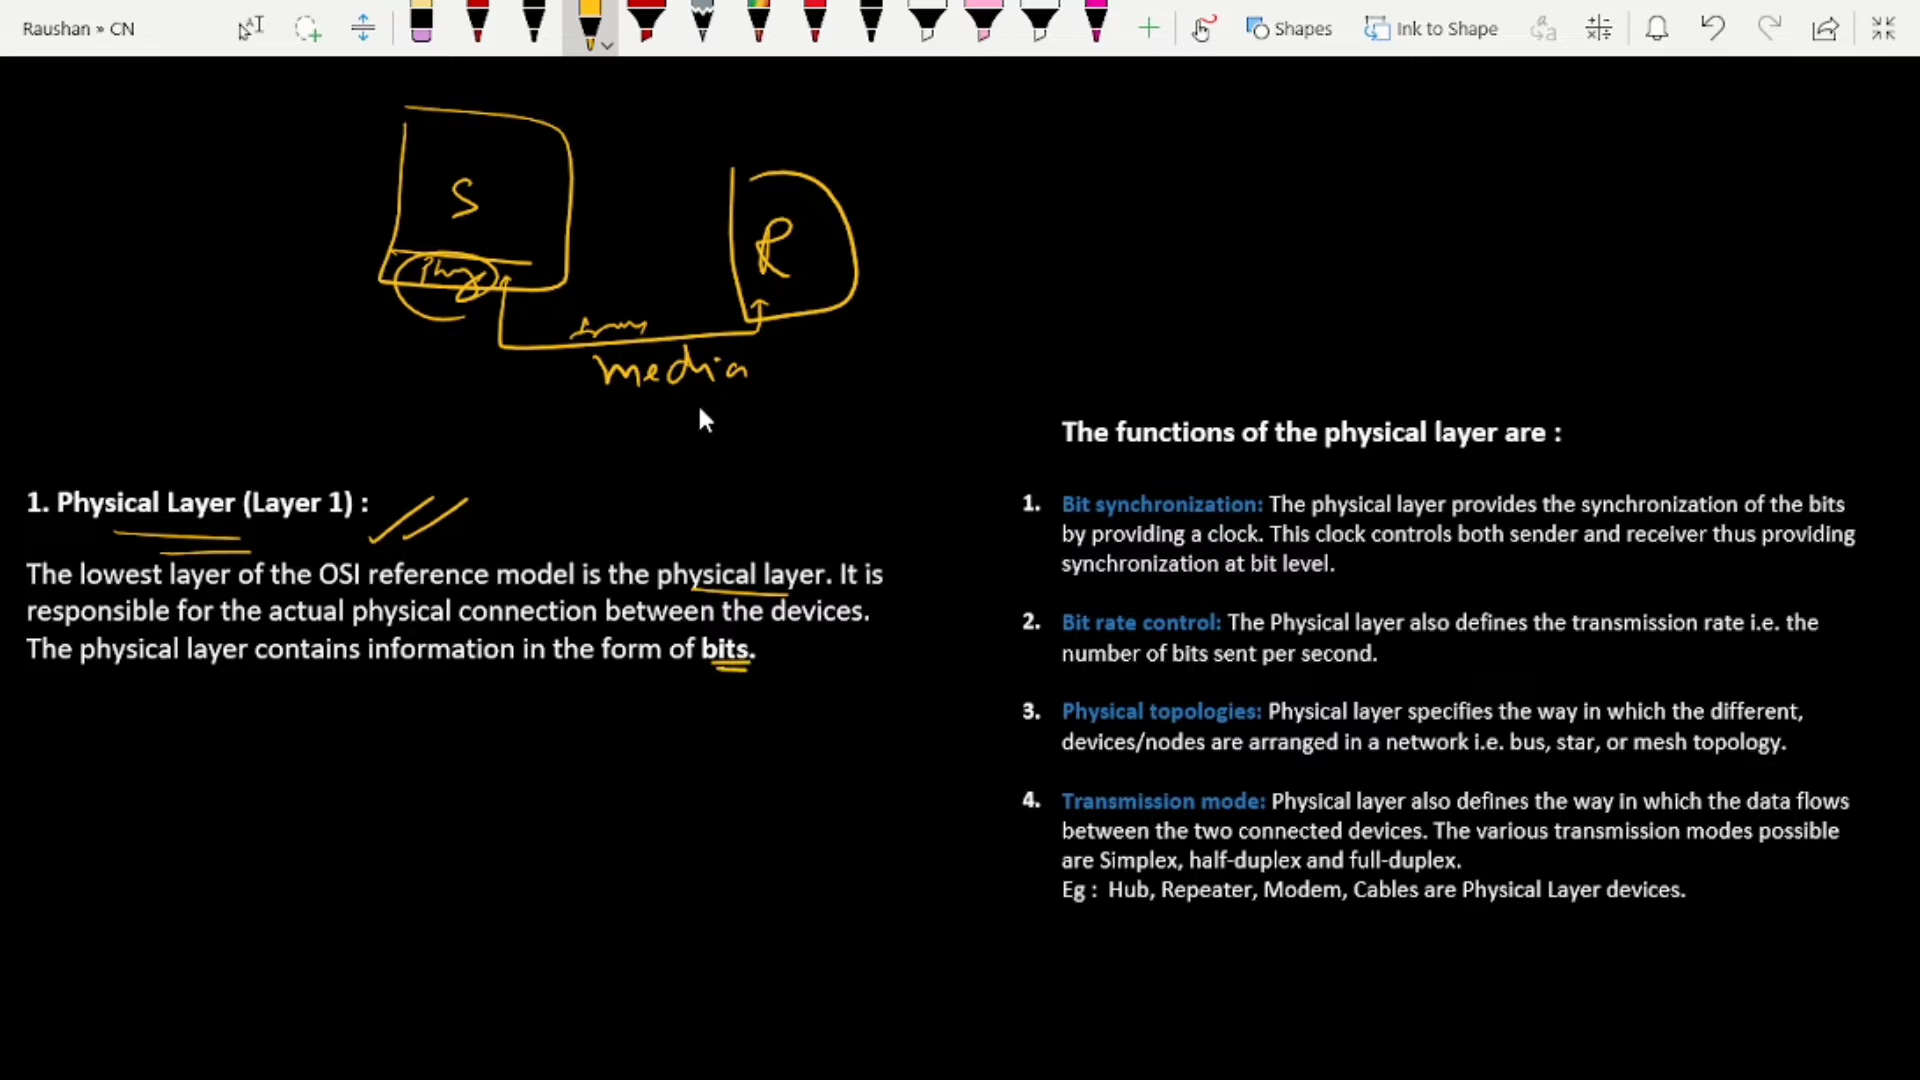 Raushan » CN
Shapes
Ink to Shape
S
R
Phy
media
The functions of the physical layer are :
1. Physical Layer (Layer 1) :
The lowest layer of the OSI reference model is the physical layer. It is
responsible for the actual physical connection between the devices.
The physical layer contains information in the form of bits.
1. Bit synchronization: The physical layer provides the synchronization of the bits
by providing a clock. This clock controls both sender and receiver thus providing
synchronization at bit level.
2. Bit rate control: The Physical layer also defines the transmission rate i.e. the
number of bits sent per second.
3. Physical topologies: Physical layer specifies the way in which the different,
devices/nodes are arranged in a network i.e. bus, star, or mesh topology.
4. Transmission mode: Physical layer also defines the way in which the data flows
between the two connected devices. The various transmission modes possible
are Simplex, half-duplex and full-duplex.
Eg : Hub, Repeater, Modem, Cables are Physical Layer devices.